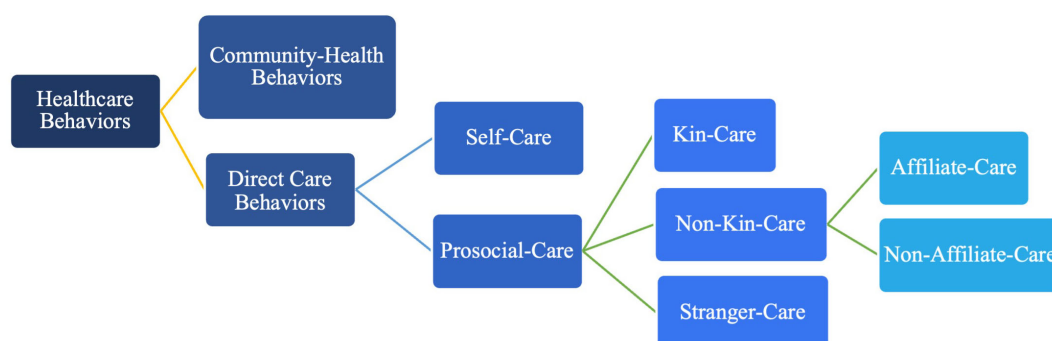 Healthcare
Behaviors
Community-Health
Behaviors
Direct Care
Behaviors
Self-Care
Prosocial-Care
Kin-Care
Non-Kin-Care
Stranger-Care
Affiliate-Care
Non-Affiliate-Care